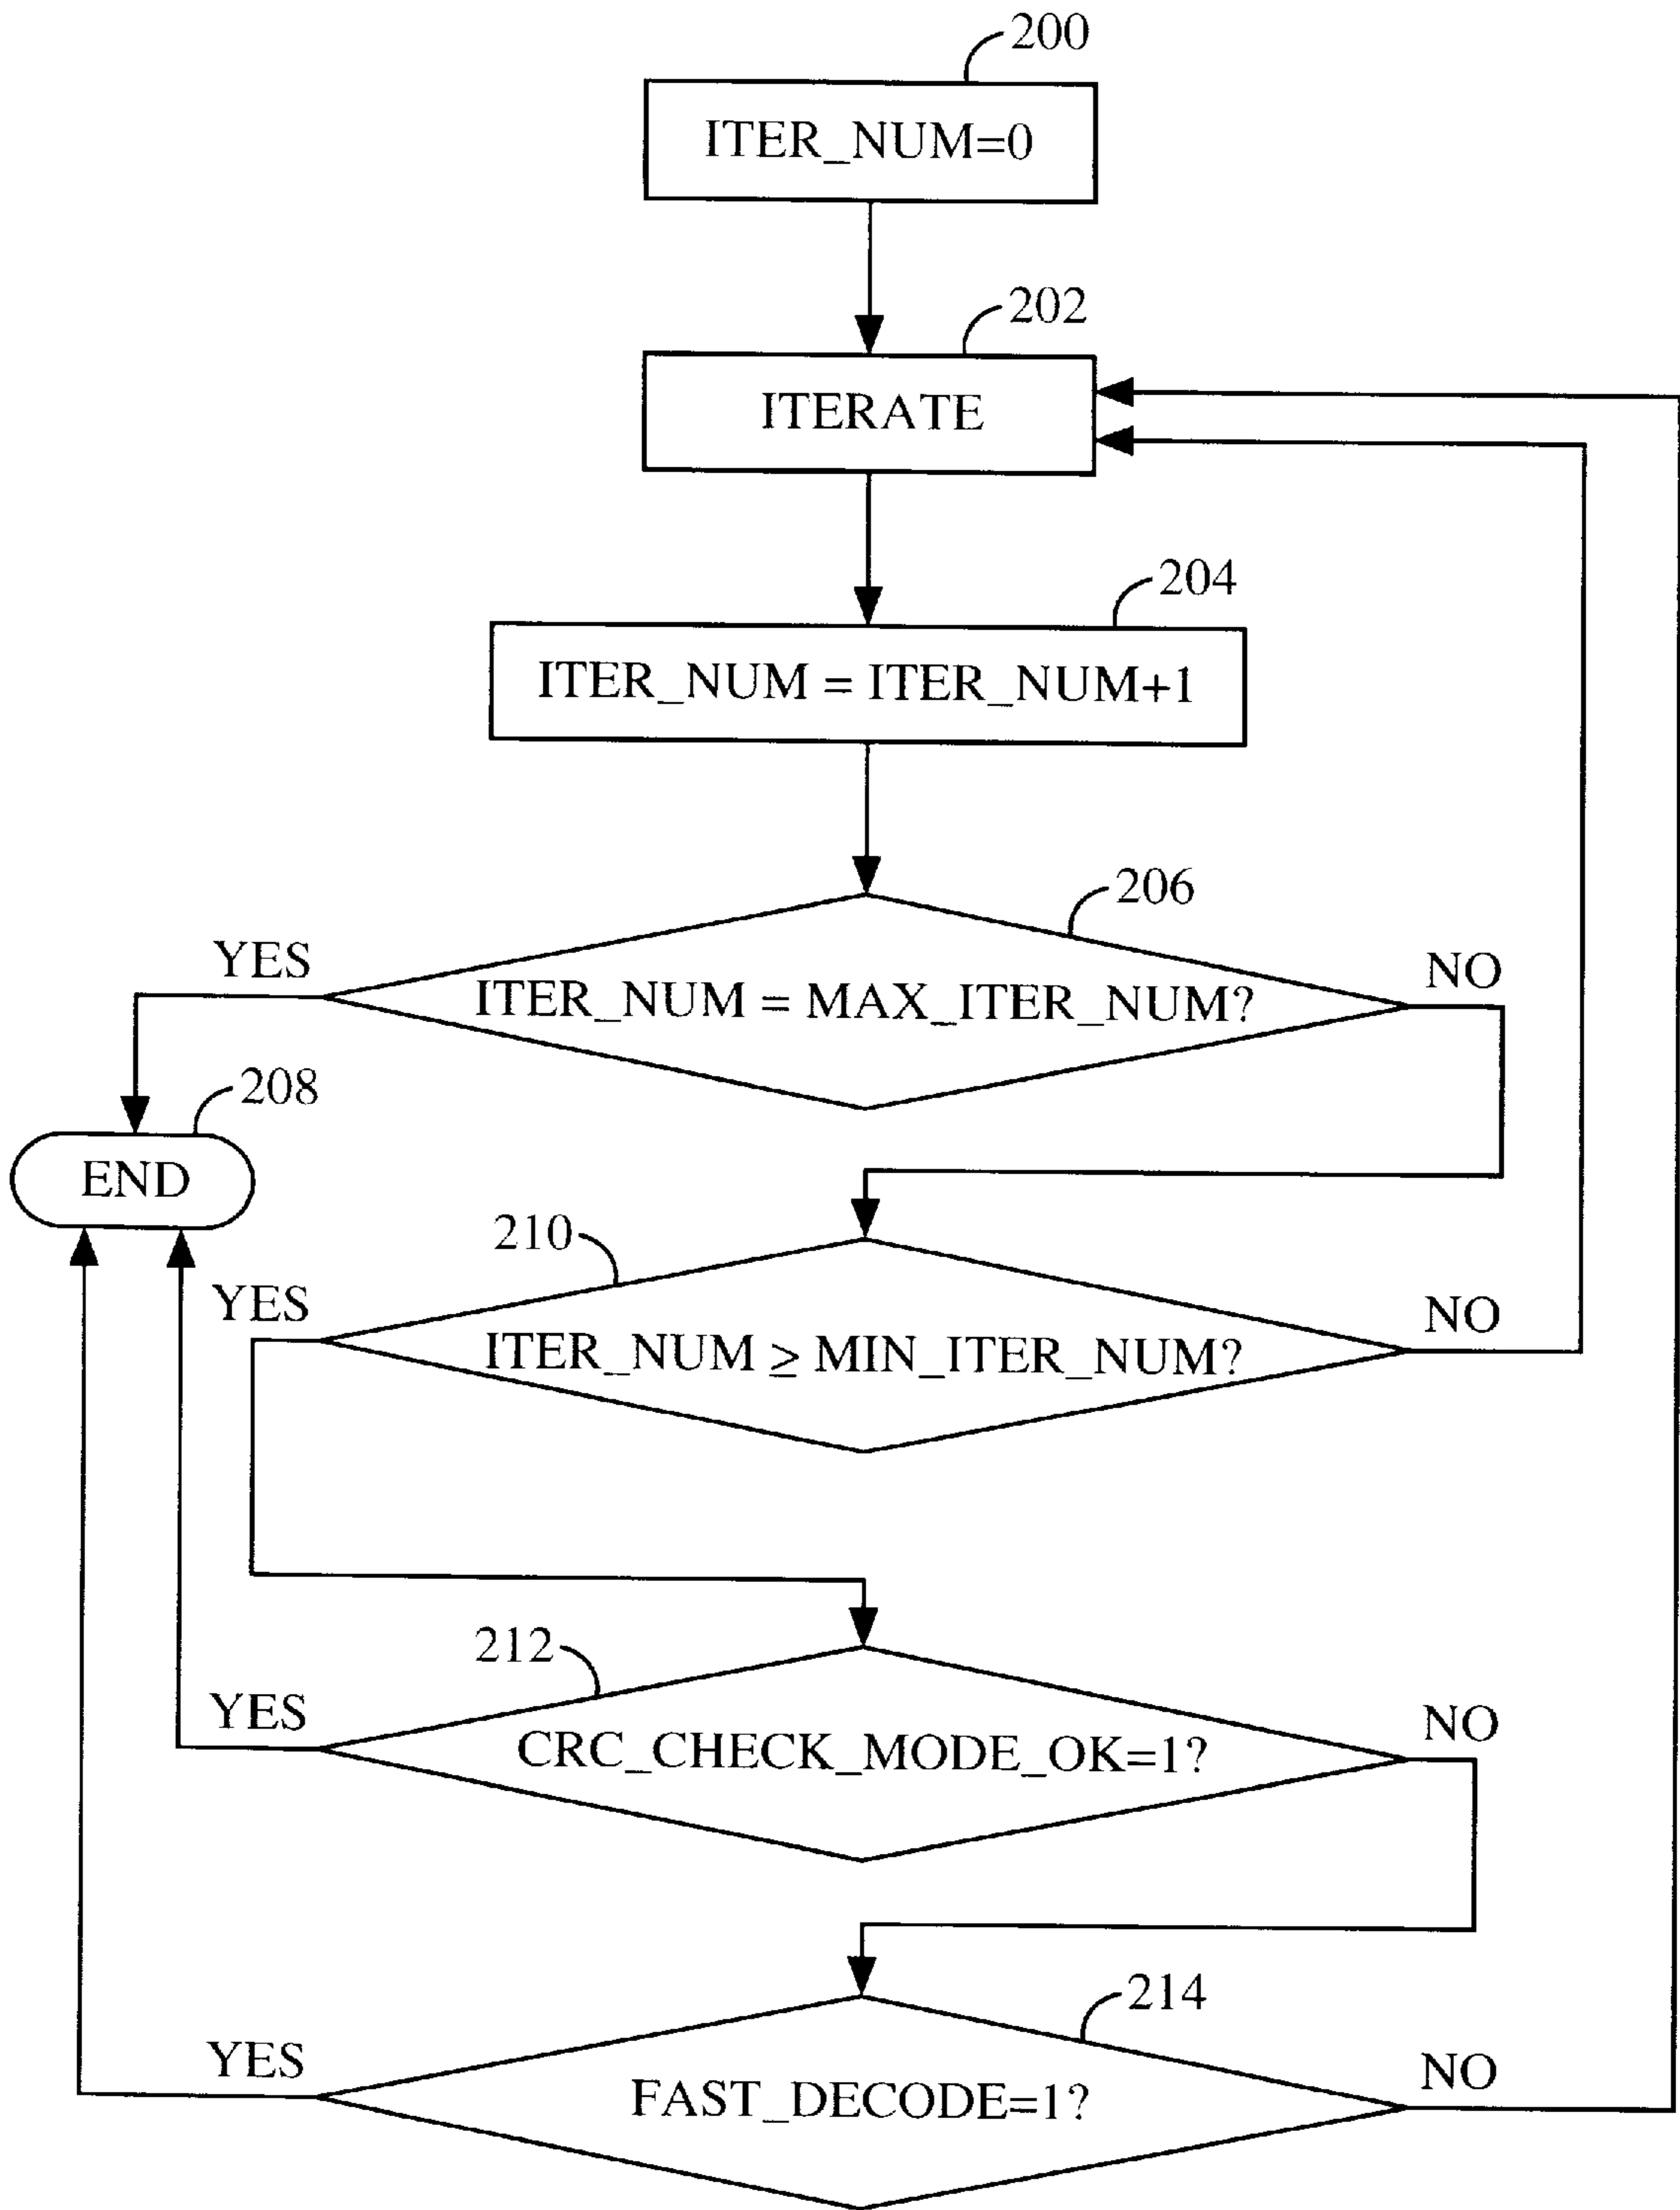 200
ITER_NUM=0
202
ITERATE
204
ITER_NUM = ITER_NUM+1
206
YES
NO
ITER_NUM = MAX_ITER_NUM?
208
END
210
YES
NO
ITER_NUM ≥ MIN_ITER_NUM?
212
YES
NO
CRC_CHECK_MODE_OK=1?
214
YES
NO
FAST_DECODE=1?